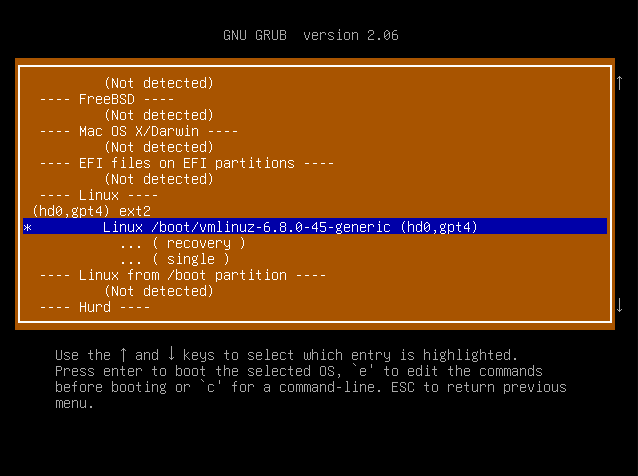 GNU GRUB  version 2.06
(Not detected)
---- FreeBSD ----
(Not detected)
---- Mac OS X/Darwin ----
(Not detected)
---- EFI files on EFI partitions ----
(Not detected)
---- Linux ----
(hd0,gpt4) ext2
*        Linux /boot/vmlinuz-6.8.0-45-generic (hd0,gpt4)
... ( recovery )
... ( single )
---- Linux from /boot partition ----
(Not detected)
---- Hurd ----
↑
↓
Use the ↑ and ↓ keys to select which entry is highlighted.
Press enter to boot the selected OS, `e' to edit the commands
before booting or `c' for a command-line. ESC to return previous
menu.